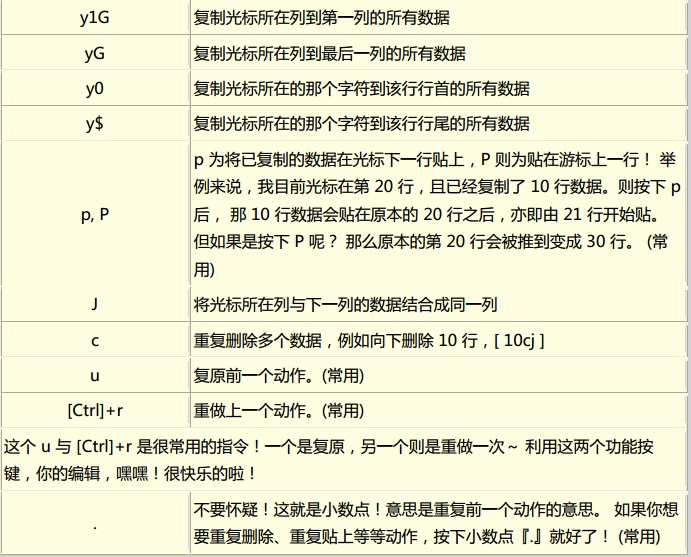 y1G 复制光标所在列到第一列的所有数据
yG 复制光标所在列到最后一列的所有数据
y0 复制光标所在的那个字符到该行行首的所有数据
y$ 复制光标所在的那个字符到该行行尾的所有数据
p 为将已复制的数据在光标下一行贴上，P 则为贴在游标上一行！ 举
例来说，我目前光标在第 20 行，且已经复制了 10 行数据。则按下 p
p, P 后， 那 10 行数据会贴在原本的 20 行之后，亦即由 21 行开始贴。
但如果是按下 P 呢？ 那么原本的第 20 行会被推到变成 30 行。 (常
用)
J 将光标所在列与下一列的数据结合成同一列
c 重复删除多个数据，例如向下删除 10 行，[ 10cj ]
u 复原前一个动作。(常用)
[Ctrl]+r 重做上一个动作。(常用)
这个 u 与 [Ctrl]+r 是很常用的指令！一个是复原，另一个则是重做一次～ 利用这两个功能按
键，你的编辑，嘿嘿！很快乐的啦！
. 不要怀疑！这就是小数点！意思是重复前一个动作的意思。 如果你想
要重复删除、重复贴上等等动作，按下小数点『.』就好了！ (常用)